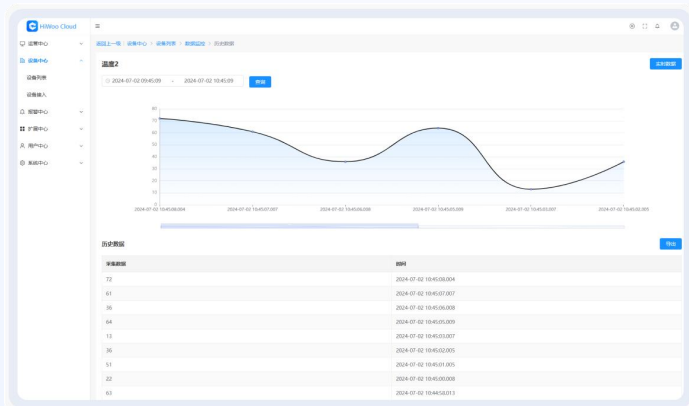 HiWoo Cloud
运营中心
设备中心
设备列表
设备接入
报警中心
扩展中心
用户中心
系统中心
返回上一级 | 设备中心 > 设备列表 > 数据监控 > 历史数据
温度2
实时数据
2024-07-02 09:45:09 - 2024-07-02 10:45:09 查询
80
70
60
50
40
30
20
10
0
2024-07-02 10:45:08,004 2024-07-02 10:45:07,007 2024-07-02 10:45:06,008 2024-07-02 10:45:05,009 2024-07-02 10:45:03,007 2024-07-02 10:45:02,005
历史数据
导出
采集数据 时间
72 2024-07-02 10:45:08,004
61 2024-07-02 10:45:07,007
36 2024-07-02 10:45:06,008
64 2024-07-02 10:45:05,009
13 2024-07-02 10:45:03,007
36 2024-07-02 10:45:02,005
51 2024-07-02 10:45:01,005
22 2024-07-02 10:45:00,008
63 2024-07-02 10:44:58,013